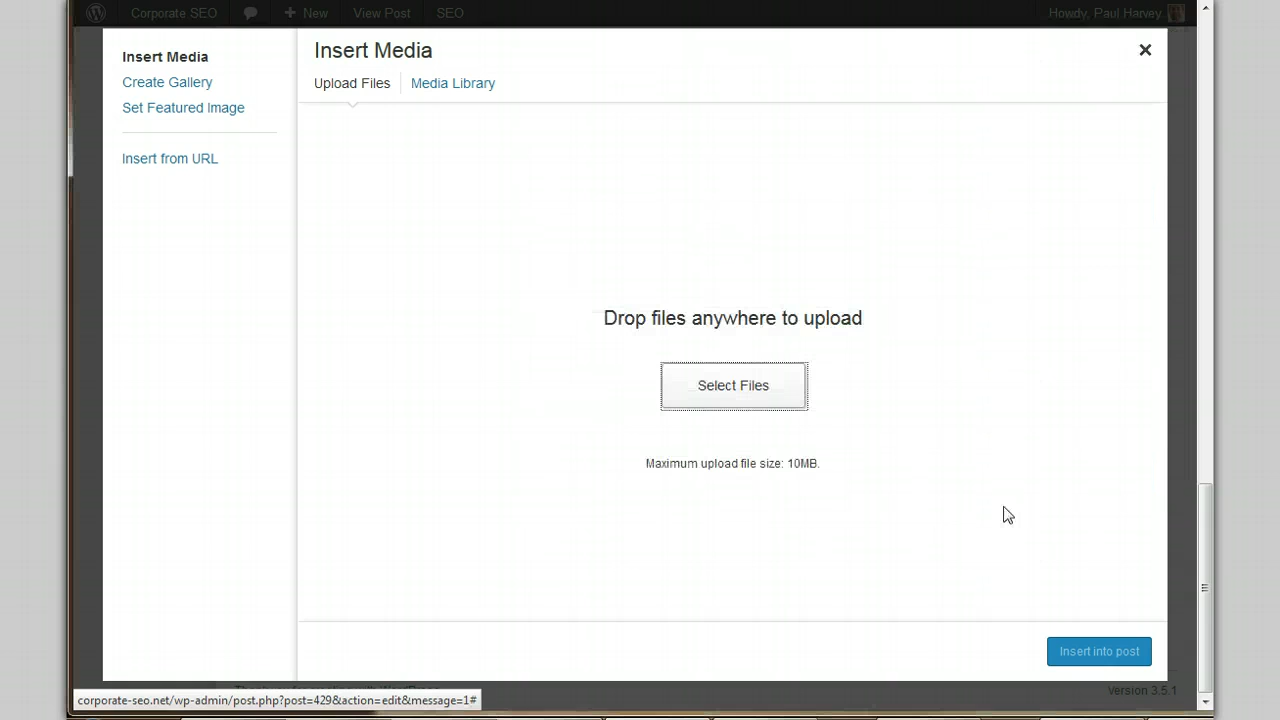 Corporate SEO
New
View Post
SEO
Howdy, Paul Harvey
Insert Media
Create Gallery
Set Featured Image
Insert from URL
Insert Media
Upload Files
Media Library
Drop files anywhere to upload
Select Files
Maximum upload file size: 10MB.
Insert into post
Version 3.5.1
corporate-seo.net/wp-admin/post.php?post=429&action=edit&message=1#